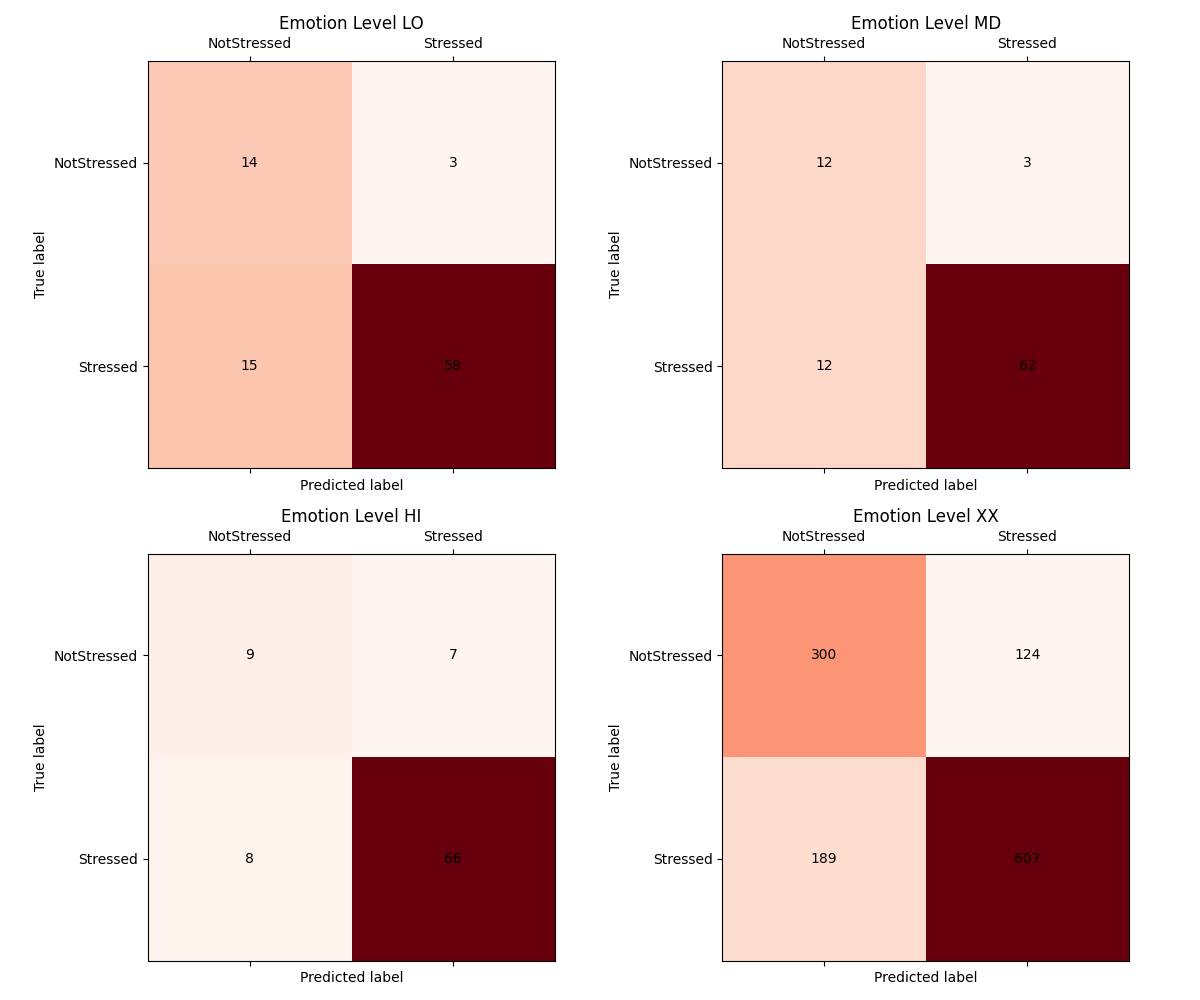 Emotion Level LO
NotStressed Stressed
NotStressed 14 3
True label
Stressed 15 58
Predicted label
Emotion Level MD
NotStressed Stressed
NotStressed 12 3
True label
Stressed 12 62
Predicted label
Emotion Level HI
NotStressed Stressed
NotStressed 9 7
True label
Stressed 8 66
Predicted label
Emotion Level XX
NotStressed Stressed
NotStressed 300 124
True label
Stressed 189 607
Predicted label